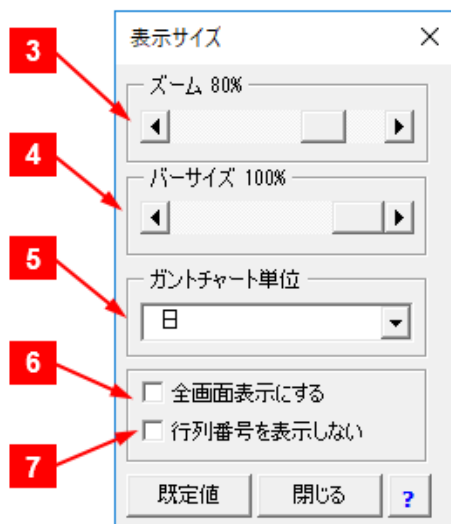 表示サイズ
3
ズーム 80%
4
バーサイズ 100%
5
ガントチャート単位
日
6
全画面表示にする
7
行列番号を表示しない
既定値 閉じる ?